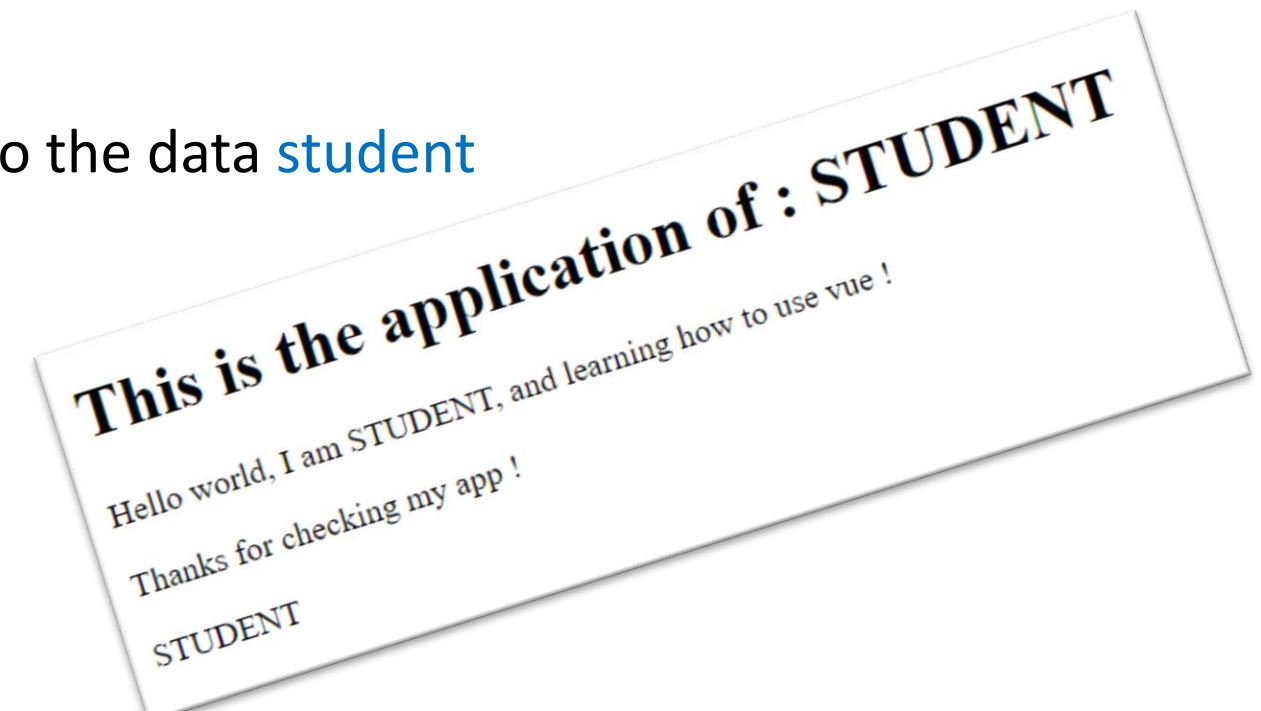 o the data student
This is the application of : STUDENT
Hello world, I am STUDENT, and learning how to use vue !
Thanks for checking my app !
STUDENT